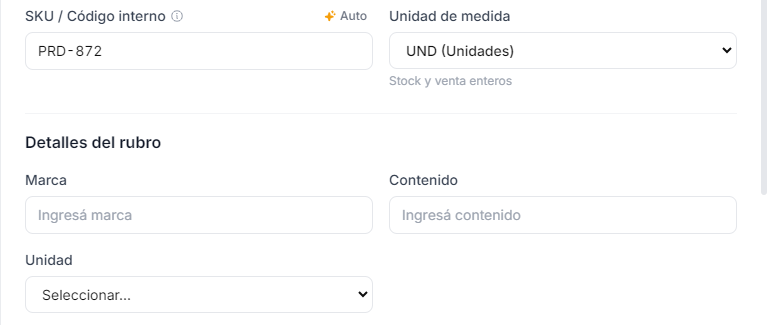 SKU / Código interno
Auto
Unidad de medida
PRD-872
UND (Unidades)
Stock y venta enteros
Detalles del rubro
Marca
Contenido
Ingresá marca
Ingresá contenido
Unidad
Seleccionar...